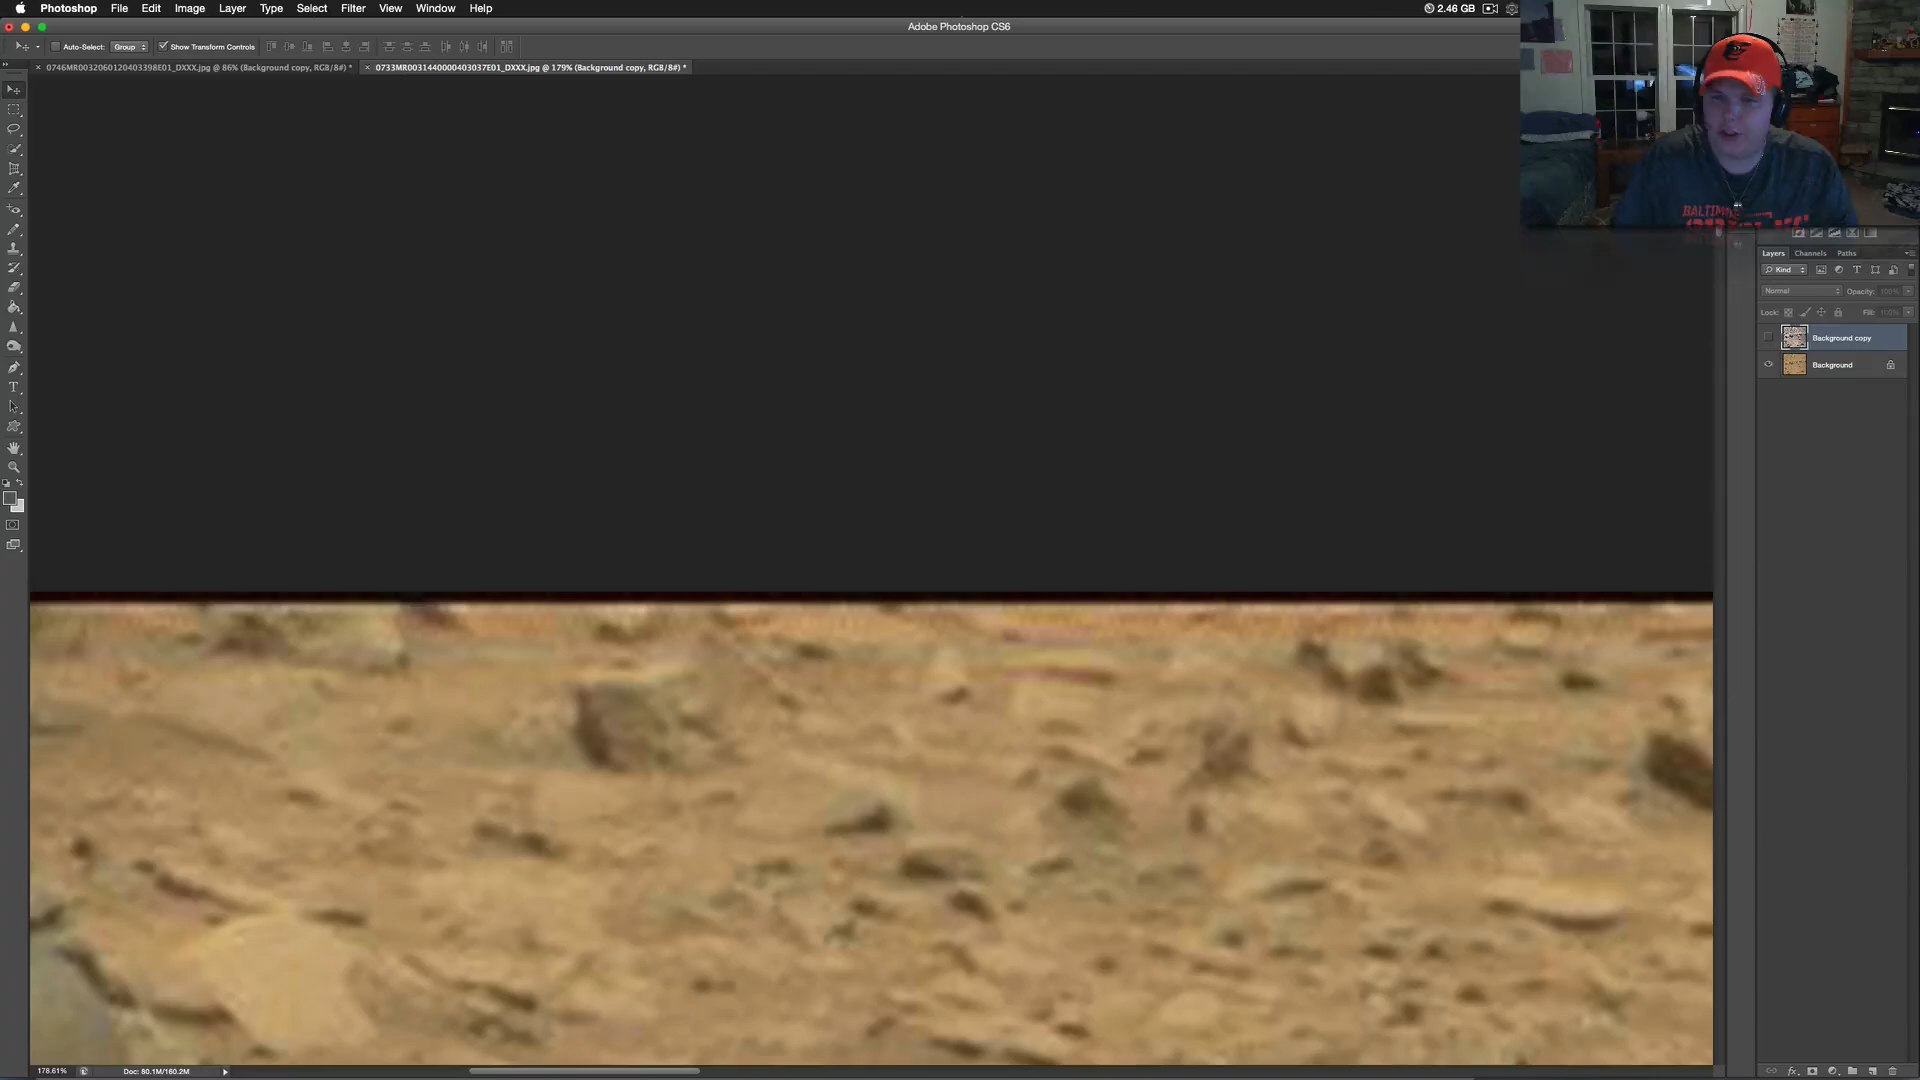 Photoshop File Edit Image Layer Type Select Filter View Window Help
2.46 GB
Adobe Photoshop CS6
Auto-Select: Group Show Transform Controls
0746MR0032060120403398E01_DXXX.jpg @ 86% (Background copy, RGB/8#) *
0733MR0031440000403037E01_DXXX.jpg @ 179% (Background copy, RGB/8#) *
Layers Channels Paths
Kind
Normal Opacity: 100%
Lock: Fill: 100%
Background copy
Background
178.61% Doc: 80.1M/160.2M